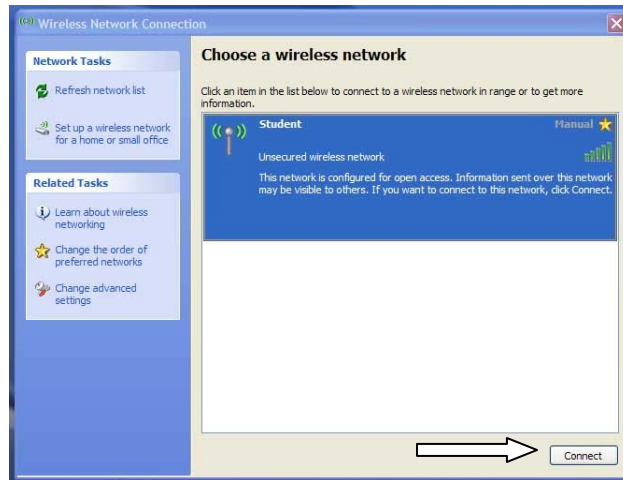 Wireless Network Connection
Network Tasks
Refresh network list
Set up a wireless network
for a home or small office
Related Tasks
Learn about wireless
networking
Change the order of
preferred networks
Change advanced
settings
Choose a wireless network
Click an item in the list below to connect to a wireless network in range or to get more
information.
Student Manual
Unsecured wireless network
This network is configured for open access. Information sent over this network
may be visible to others. If you want to connect to this network, click Connect.
Connect